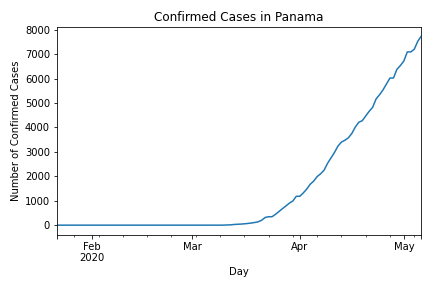 Confirmed Cases in Panama
Number of Confirmed Cases
8000
7000
6000
5000
4000
3000
2000
1000
0
Feb
2020
Mar
Apr
May
Day